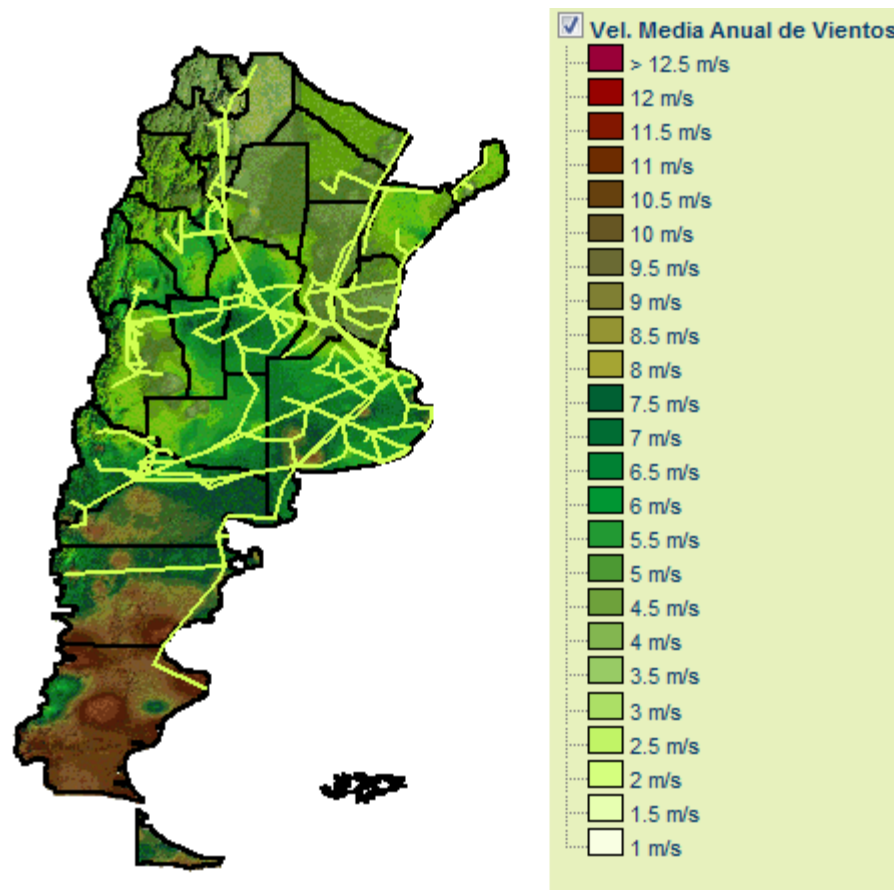 Vel. Media Anual de Vientos
> 12.5 m/s
12 m/s
11.5 m/s
11 m/s
10.5 m/s
10 m/s
9.5 m/s
9 m/s
8.5 m/s
8 m/s
7.5 m/s
7 m/s
6.5 m/s
6 m/s
5.5 m/s
5 m/s
4.5 m/s
4 m/s
3.5 m/s
3 m/s
2.5 m/s
2 m/s
1.5 m/s
1 m/s